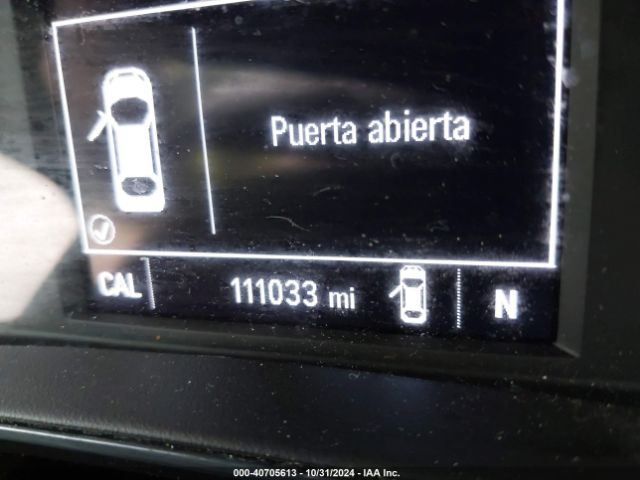 Puerta abierta
CAL 111033 mi N
000-40705613 - 10/31/2024 - IAA Inc.